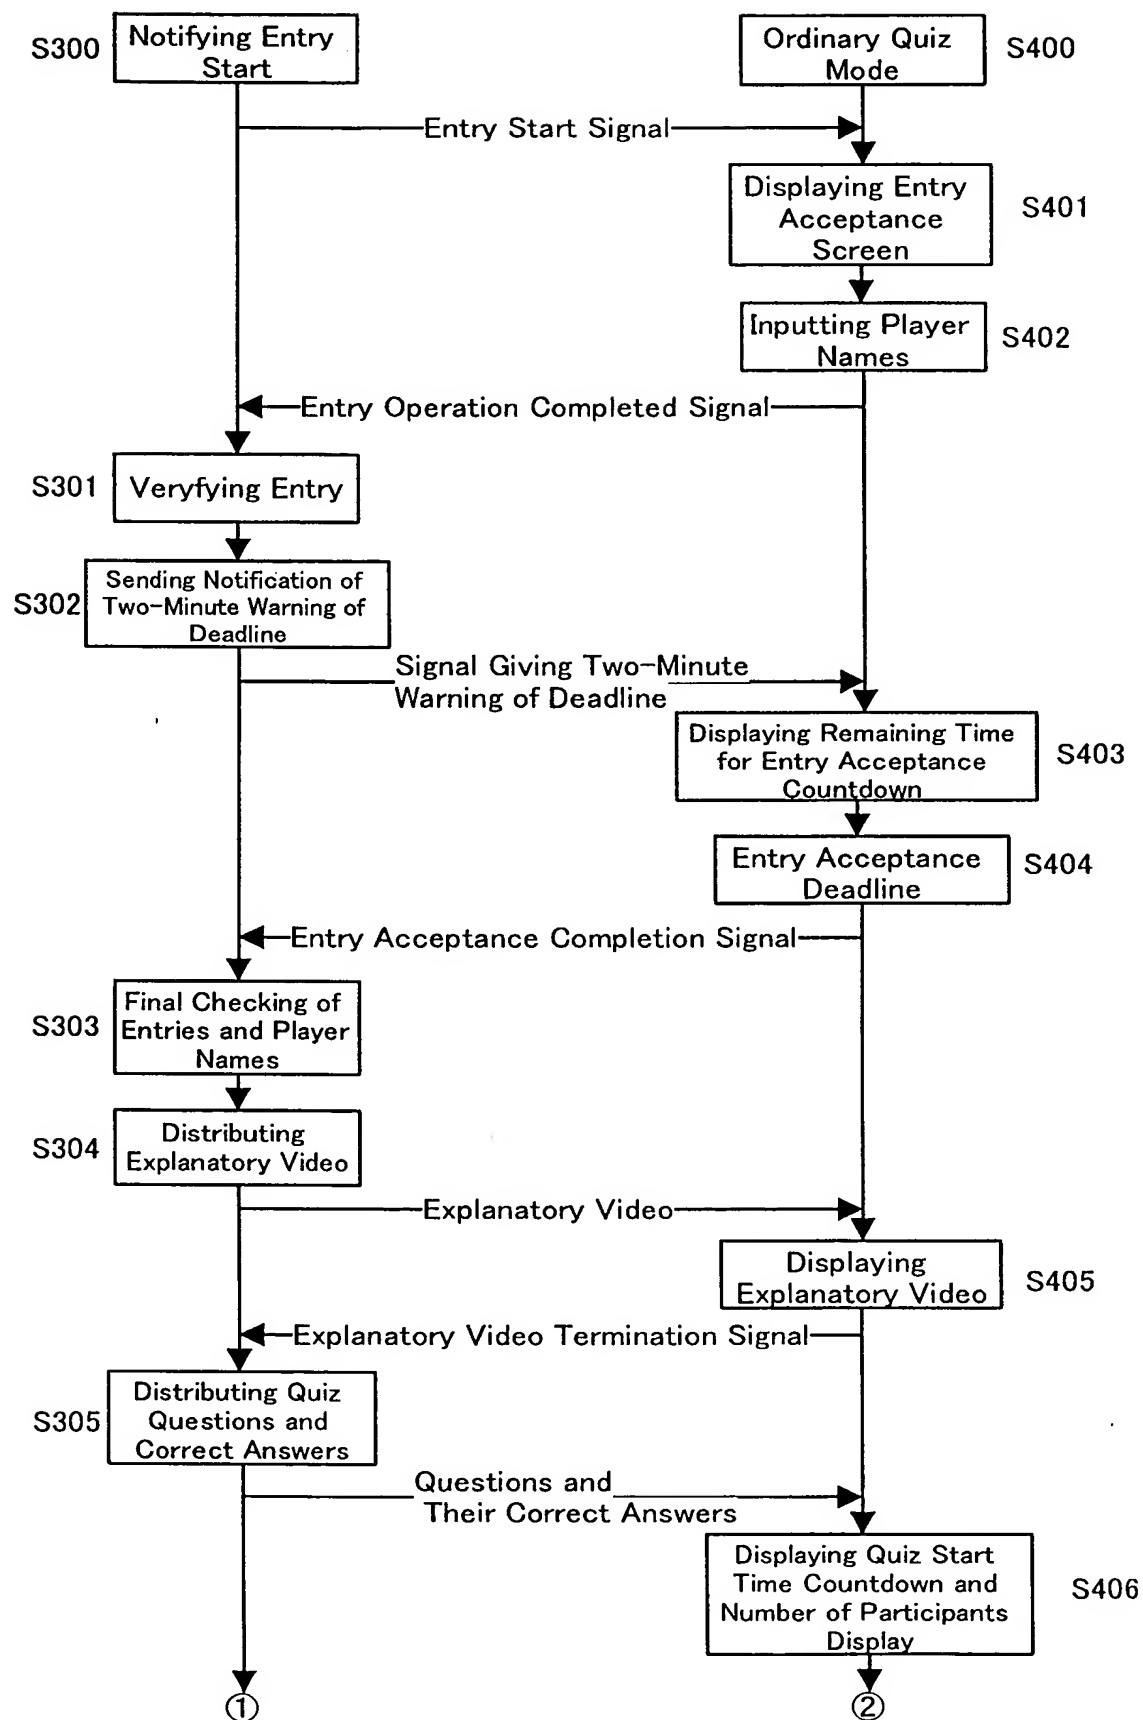 S300
Notifying Entry
Start
Ordinary Quiz
Mode
S400
Entry Start Signal
Displaying Entry
Acceptance
Screen
S401
Inputting Player
Names
S402
Entry Operation Completed Signal
S301
Veryfying Entry
S302
Sending Notification of
Two-Minute Warning of
Deadline
Signal Giving Two-Minute
Warning of Deadline
Displaying Remaining Time
for Entry Acceptance
Countdown
S403
Entry Acceptance
Deadline
S404
Entry Acceptance Completion Signal
S303
Final Checking of
Entries and Player
Names
S304
Distributing
Explanatory Video
Explanatory Video
Displaying
Explanatory Video
S405
Explanatory Video Termination Signal
S305
Distributing Quiz
Questions and
Correct Answers
Questions and
Their Correct Answers
Displaying Quiz Start
Time Countdown and
Number of Participants
Display
S406
①
②